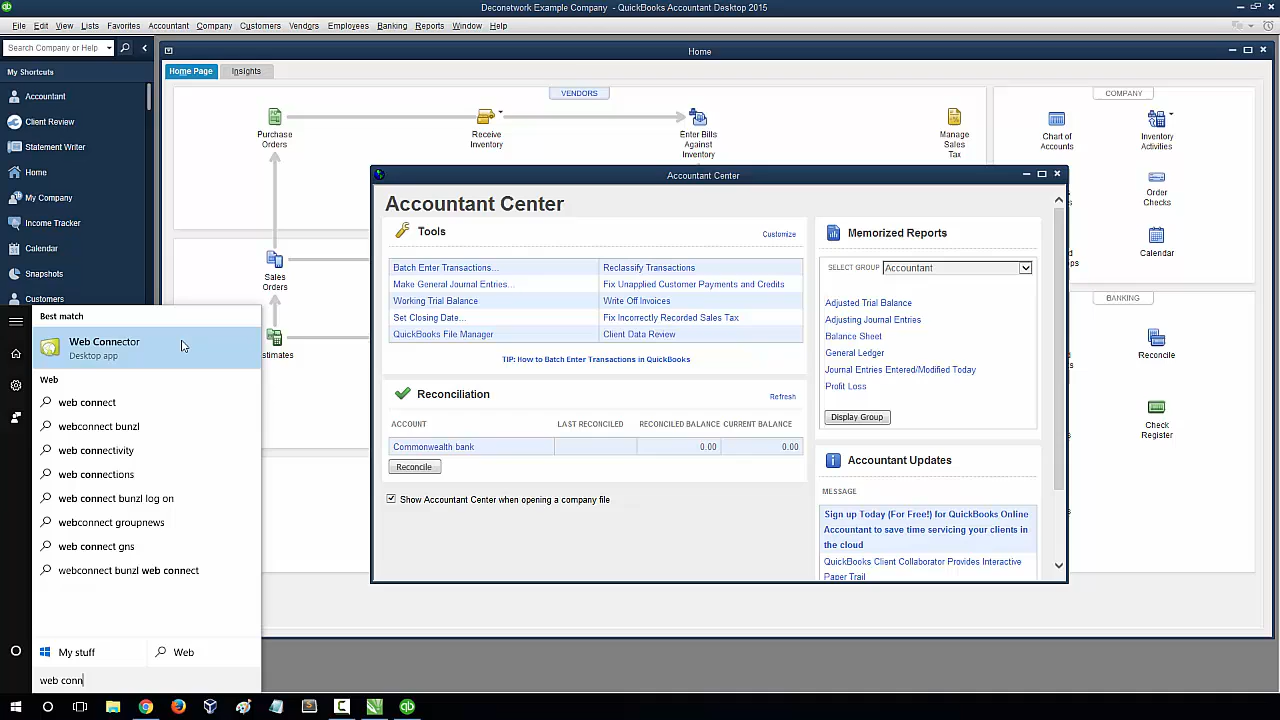 Deconetwork Example Company - QuickBooks Accountant Desktop 2015
File Edit View Lists Favorites Accountant Company Customers Vendors Employees Banking Reports Window Help
Search Company or Help
My Shortcuts
Accountant
Client Review
Statement Writer
Home
My Company
Income Tracker
Calendar
Snapshots
Customers
Home
Home Page
Insights
VENDORS
Purchase
Orders
Receive
Inventory
Enter Bills
Against
Inventory
Manage
Sales
Tax
Sales
Orders
stimates
COMPANY
Chart of
Accounts
Inventory
Activities
Order
Checks
Calendar
BANKING
Reconcile
Check
Register
Accountant Center
Accountant Center
Tools
Customize
Batch Enter Transactions...
Reclassify Transactions
Make General Journal Entries...
Fix Unapplied Customer Payments and Credits
Working Trial Balance
Write Off Invoices
Set Closing Date...
Fix Incorrectly Recorded Sales Tax
QuickBooks File Manager
Client Data Review
TIP: How to Batch Enter Transactions in QuickBooks
Reconciliation
Refresh
ACCOUNT LAST RECONCILED RECONCILED BALANCE CURRENT BALANCE
Commonwealth bank 0.00 0.00
Reconcile
Show Accountant Center when opening a company file
Memorized Reports
SELECT GROUP Accountant
Adjusted Trial Balance
Adjusting Journal Entries
Balance Sheet
General Ledger
Journal Entries Entered/Modified Today
Profit Loss
Display Group
Accountant Updates
MESSAGE
Sign up Today (For Free!) for QuickBooks Online
Accountant to save time servicing your clients in
the cloud
QuickBooks Client Collaborator Provides Interactive
Paper Trail
Best match
Web Connector
Desktop app
Web
web connect
webconnect bunzl
web connectivity
web connections
web connect bunzl log on
webconnect groupnews
web connect gns
webconnect bunzl web connect
My stuff
Web
web conn